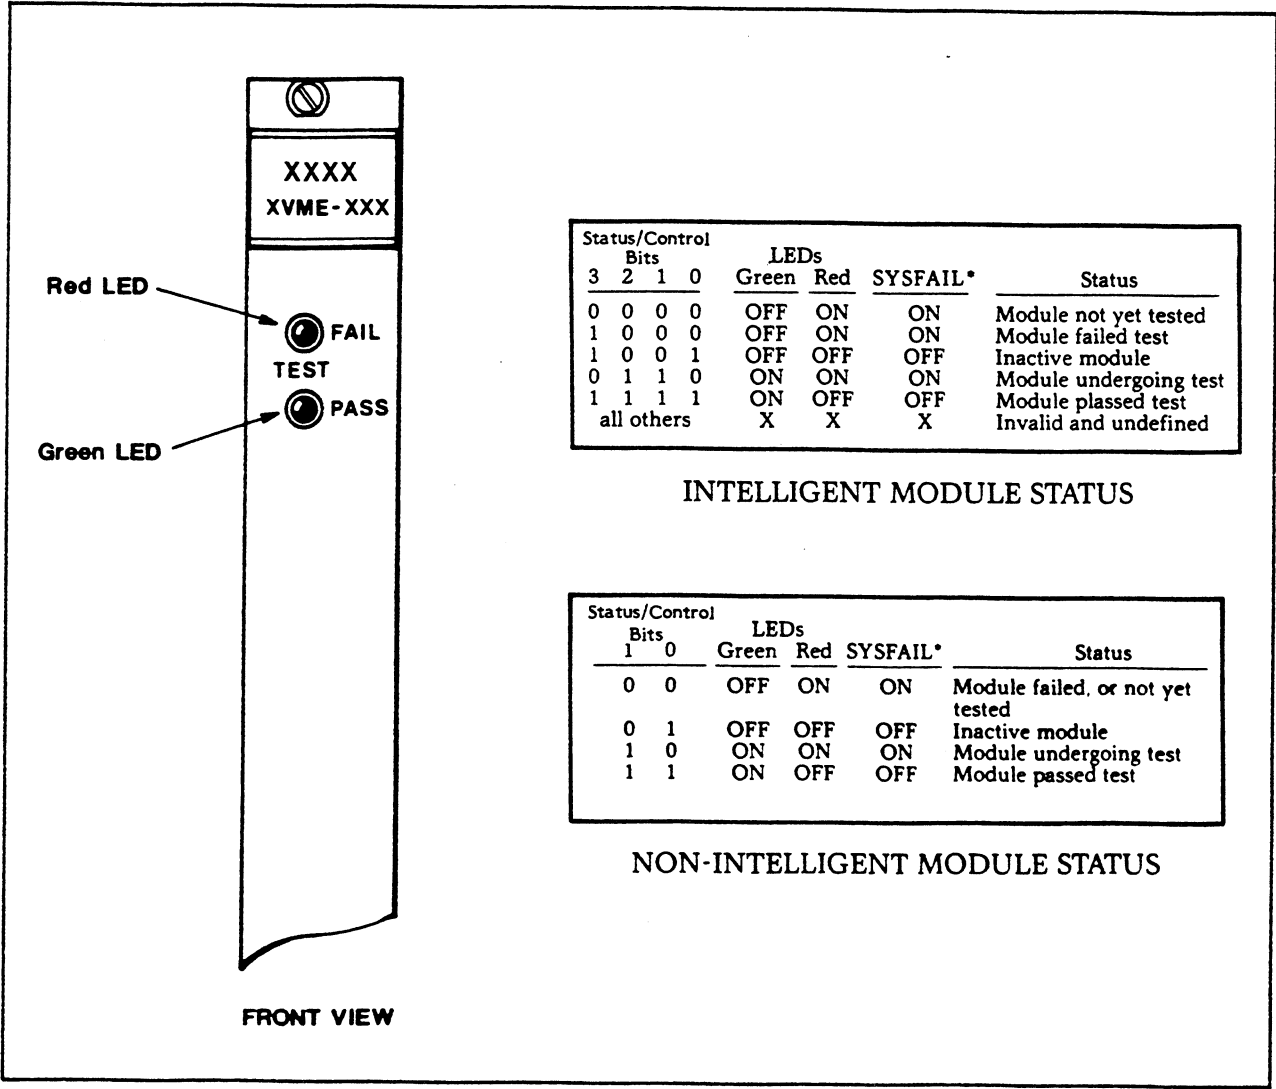 XXXX
XVME-XXX
Red LED
FAIL
TEST
PASS
Green LED
FRONT VIEW
Status/Control
Bits LEDs
3 2 1 0 Green Red SYSFAIL* Status
0 0 0 0 OFF ON ON Module not yet tested
1 0 0 0 OFF ON ON Module failed test
1 0 0 1 OFF OFF OFF Inactive module
0 1 1 0 ON ON ON Module undergoing test
1 1 1 1 ON OFF OFF Module plassed test
all others X X X Invalid and undefined
INTELLIGENT MODULE STATUS
Status/Control
Bits LEDs
1 0 Green Red SYSFAIL* Status
0 0 OFF ON ON Module failed, or not yet
tested
0 1 OFF OFF OFF Inactive module
1 0 ON ON ON Module undergoing test
1 1 ON OFF OFF Module passed test
NON-INTELLIGENT MODULE STATUS